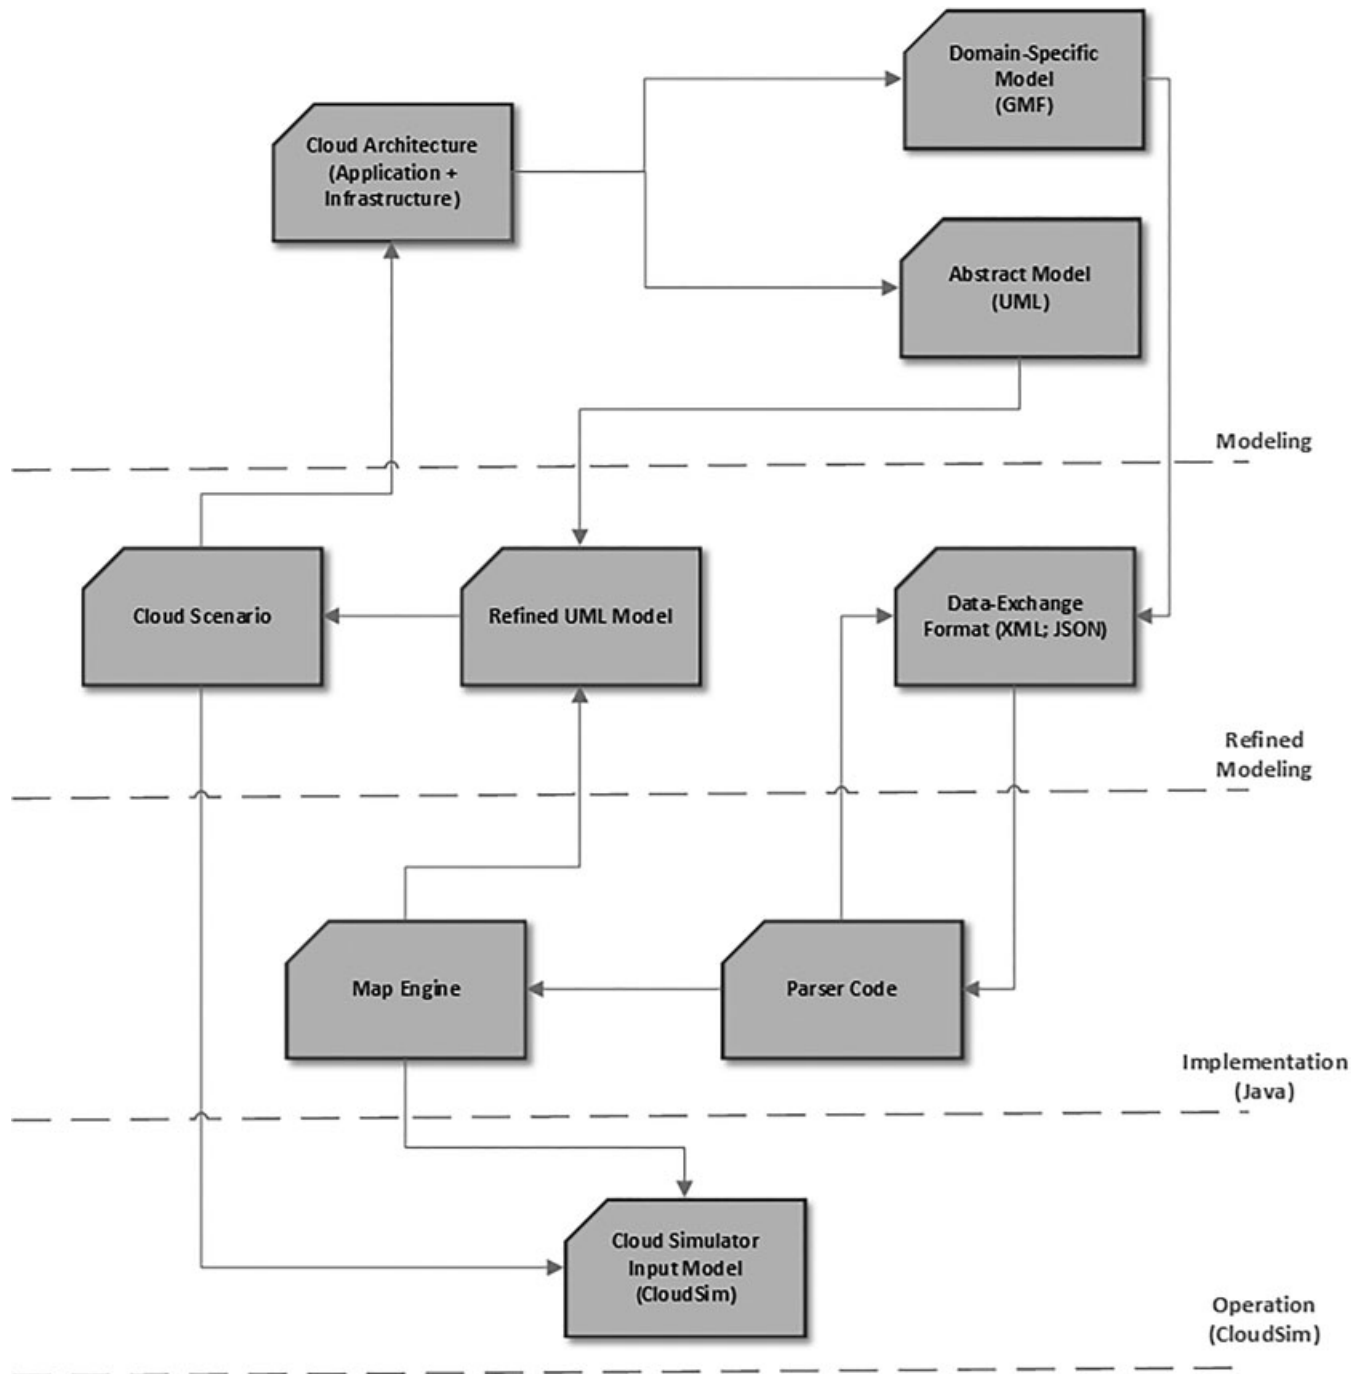 Domain-Specific
Model
(GMF)
Cloud Architecture
(Application +
Infrastructure)
Abstract Model
(UML)
Modeling
Cloud Scenario
Refined UML Model
Data-Exchange
Format (XML; JSON)
Refined
Modeling
Map Engine
Parser Code
Implementation
(Java)
Cloud Simulator
Input Model
(CloudSim)
Operation
(CloudSim)